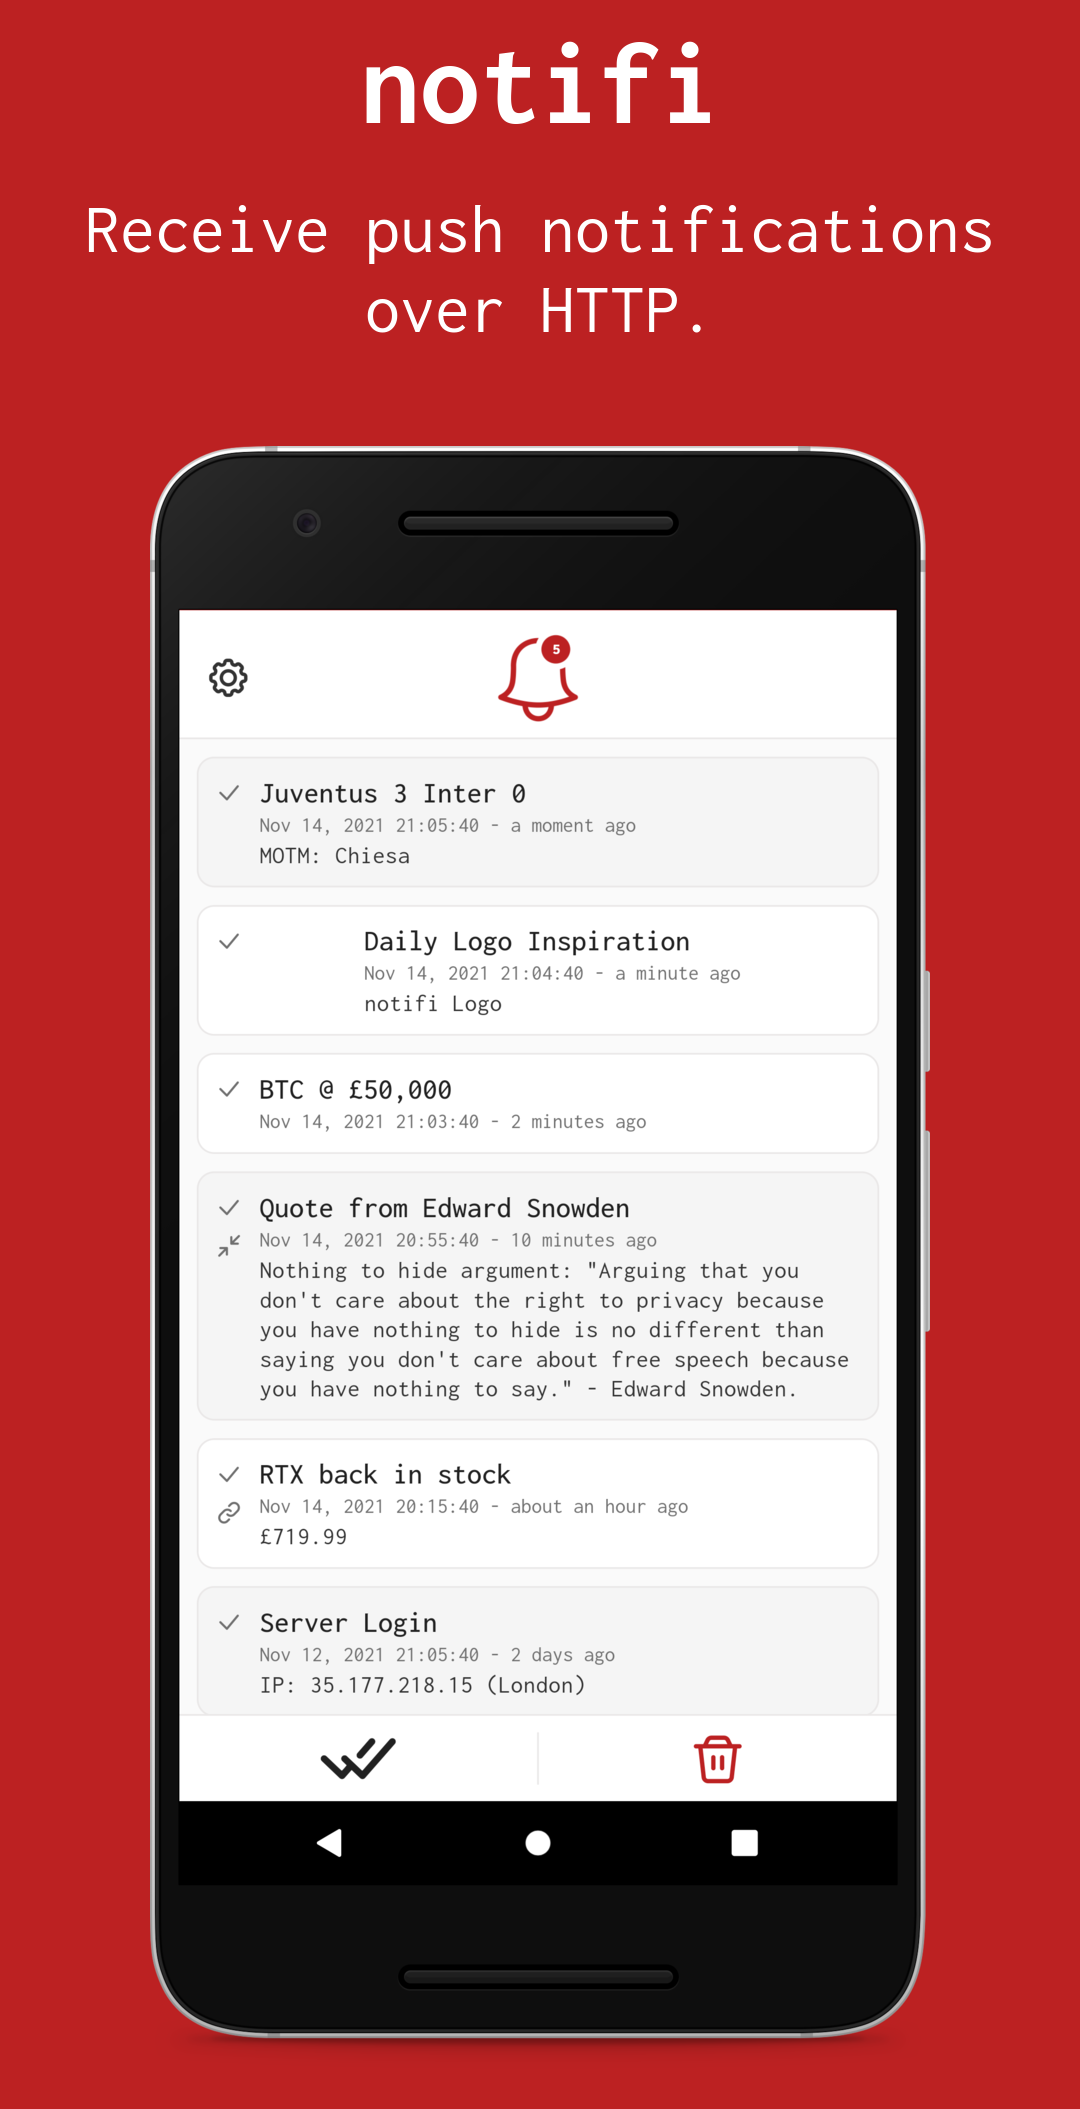 notifi
Receive push notifications
over HTTP.
5
Juventus 3 Inter 0
Nov 14, 2021 21:05:40 - a moment ago
MOTM: Chiesa
Daily Logo Inspiration
Nov 14, 2021 21:04:40 - a minute ago
notifi Logo
BTC @ £50,000
Nov 14, 2021 21:03:40 - 2 minutes ago
Quote from Edward Snowden
Nov 14, 2021 20:55:40 - 10 minutes ago
Nothing to hide argument: "Arguing that you
don't care about the right to privacy because
you have nothing to hide is no different than
saying you don't care about free speech because
you have nothing to say." - Edward Snowden.
RTX back in stock
Nov 14, 2021 20:15:40 - about an hour ago
£719.99
Server Login
Nov 12, 2021 21:05:40 - 2 days ago
IP: 35.177.218.15 (London)